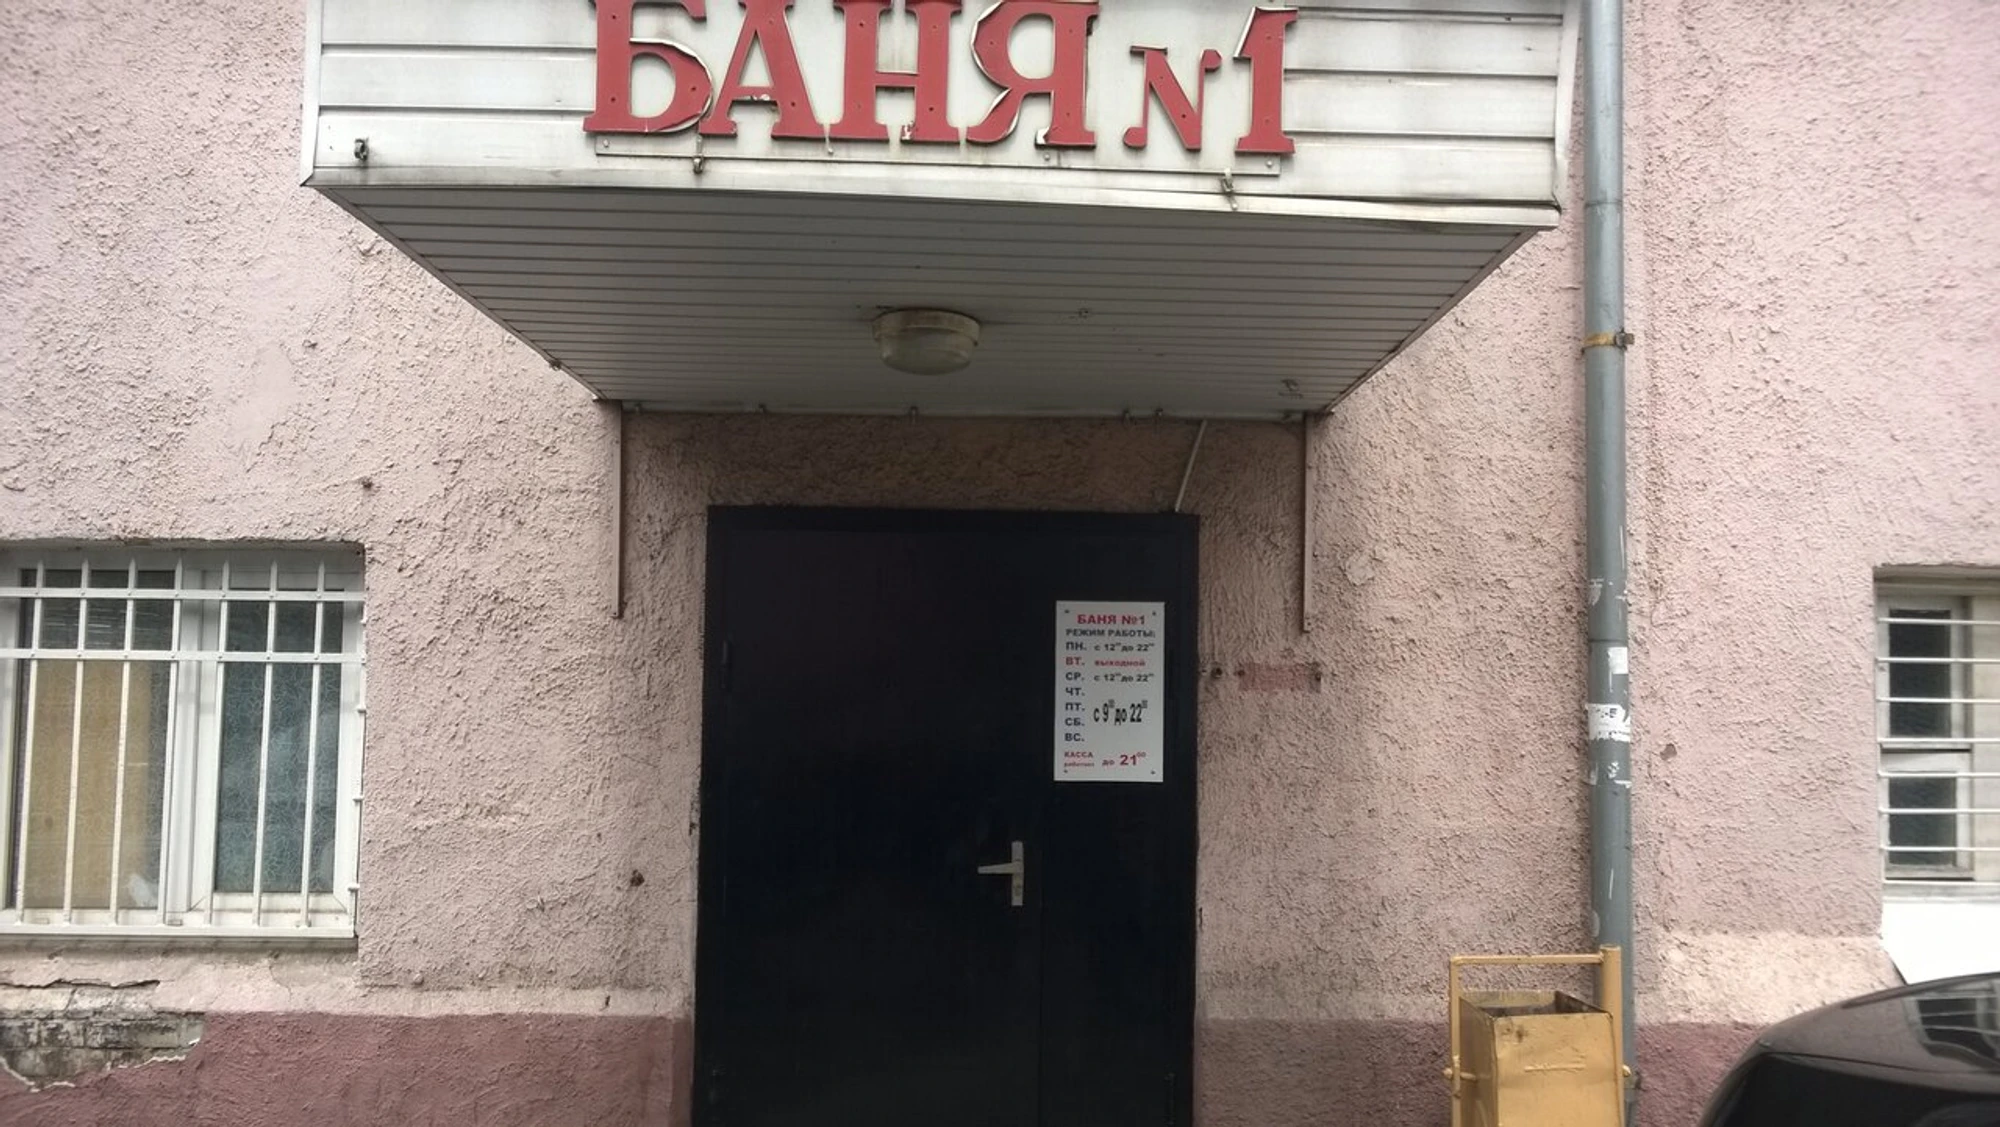 БАНЯ №1
БАНЯ №1
РЕЖИМ РАБОТЫ:
ПН. с 12⁰⁰ до 22⁰⁰
ВТ. выходной
СР. с 12⁰⁰ до 22⁰⁰
ЧТ.
ПТ.
СБ. с 9⁰⁰ до 22⁰⁰
ВС.
КАССА
работает до 21⁰⁰